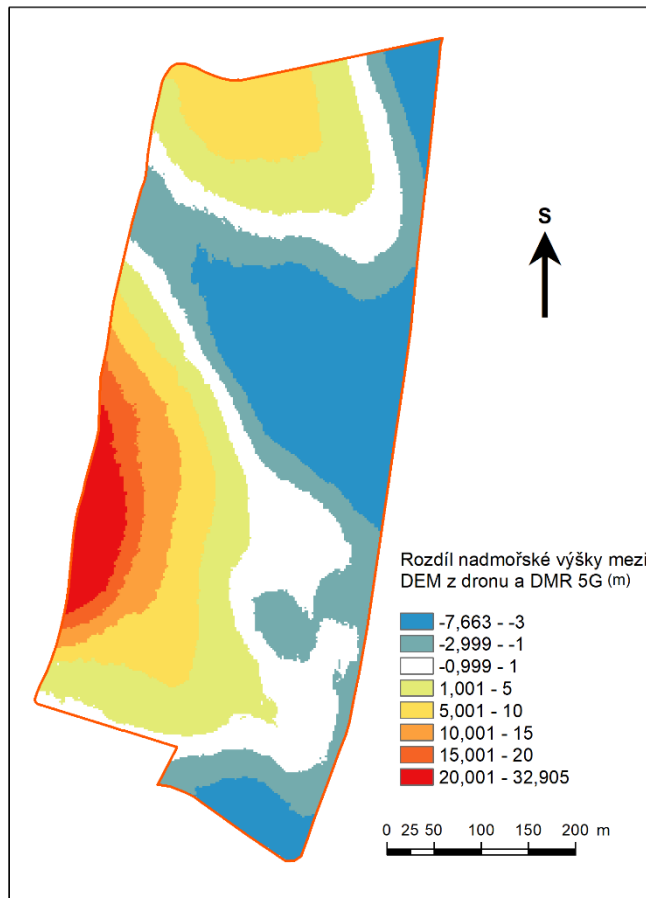 S
Rozdíl nadmořské výšky mezi
DEM z dronu a DMR 5G (m)
-7,663 - -3
-2,999 - -1
-0,999 - 1
1,001 - 5
5,001 - 10
10,001 - 15
15,001 - 20
20,001 - 32,905
0 25 50 100 150 200 m